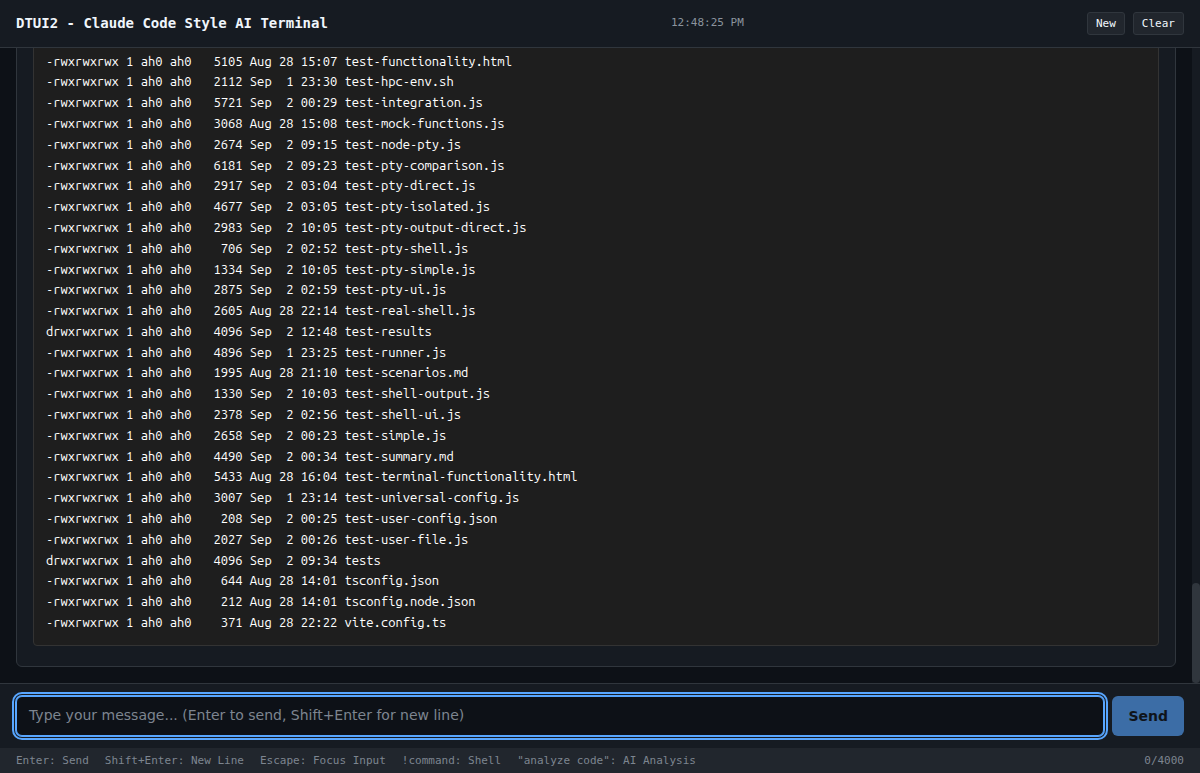 DTUI2 - Claude Code Style AI Terminal 12:48:25 PM New Clear
-rwxrwxrwx 1 ah0 ah0   5105 Aug 28 15:07 test-functionality.html
-rwxrwxrwx 1 ah0 ah0   2112 Sep  1 23:30 test-hpc-env.sh
-rwxrwxrwx 1 ah0 ah0   5721 Sep  2 00:29 test-integration.js
-rwxrwxrwx 1 ah0 ah0   3068 Aug 28 15:08 test-mock-functions.js
-rwxrwxrwx 1 ah0 ah0   2674 Sep  2 09:15 test-node-pty.js
-rwxrwxrwx 1 ah0 ah0   6181 Sep  2 09:23 test-pty-comparison.js
-rwxrwxrwx 1 ah0 ah0   2917 Sep  2 03:04 test-pty-direct.js
-rwxrwxrwx 1 ah0 ah0   4677 Sep  2 03:05 test-pty-isolated.js
-rwxrwxrwx 1 ah0 ah0   2983 Sep  2 10:05 test-pty-output-direct.js
-rwxrwxrwx 1 ah0 ah0    706 Sep  2 02:52 test-pty-shell.js
-rwxrwxrwx 1 ah0 ah0   1334 Sep  2 10:05 test-pty-simple.js
-rwxrwxrwx 1 ah0 ah0   2875 Sep  2 02:59 test-pty-ui.js
-rwxrwxrwx 1 ah0 ah0   2605 Aug 28 22:14 test-real-shell.js
drwxrwxrwx 1 ah0 ah0   4096 Sep  2 12:48 test-results
-rwxrwxrwx 1 ah0 ah0   4896 Sep  1 23:25 test-runner.js
-rwxrwxrwx 1 ah0 ah0   1995 Aug 28 21:10 test-scenarios.md
-rwxrwxrwx 1 ah0 ah0   1330 Sep  2 10:03 test-shell-output.js
-rwxrwxrwx 1 ah0 ah0   2378 Sep  2 02:56 test-shell-ui.js
-rwxrwxrwx 1 ah0 ah0   2658 Sep  2 00:23 test-simple.js
-rwxrwxrwx 1 ah0 ah0   4490 Sep  2 00:34 test-summary.md
-rwxrwxrwx 1 ah0 ah0   5433 Aug 28 16:04 test-terminal-functionality.html
-rwxrwxrwx 1 ah0 ah0   3007 Sep  1 23:14 test-universal-config.js
-rwxrwxrwx 1 ah0 ah0    208 Sep  2 00:25 test-user-config.json
-rwxrwxrwx 1 ah0 ah0   2027 Sep  2 00:26 test-user-file.js
drwxrwxrwx 1 ah0 ah0   4096 Sep  2 09:34 tests
-rwxrwxrwx 1 ah0 ah0    644 Aug 28 14:01 tsconfig.json
-rwxrwxrwx 1 ah0 ah0    212 Aug 28 14:01 tsconfig.node.json
-rwxrwxrwx 1 ah0 ah0    371 Aug 28 22:22 vite.config.ts
Type your message... (Enter to send, Shift+Enter for new line) Send
Enter: Send Shift+Enter: New Line Escape: Focus Input !command: Shell "analyze code": AI Analysis 0/4000